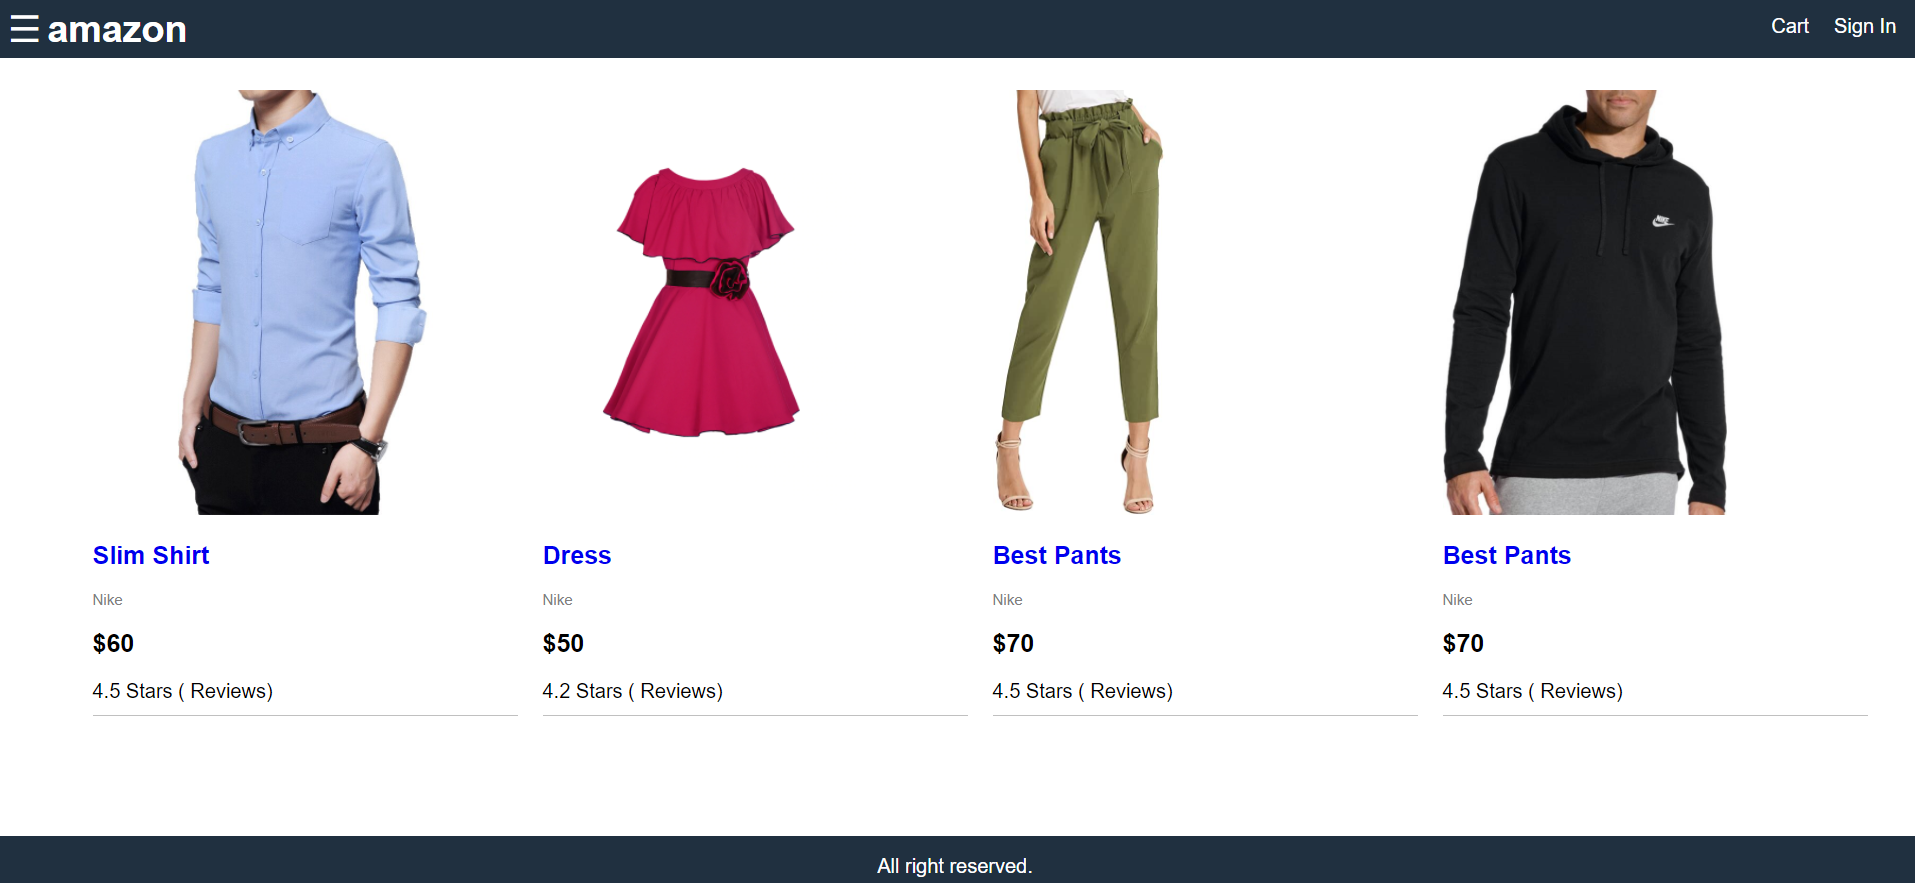 ☰ amazon
Cart Sign In
NIKE
Slim Shirt
Nike
$60
4.5 Stars ( Reviews)
Dress
Nike
$50
4.2 Stars ( Reviews)
Best Pants
Nike
$70
4.5 Stars ( Reviews)
Best Pants
Nike
$70
4.5 Stars ( Reviews)
All right reserved.